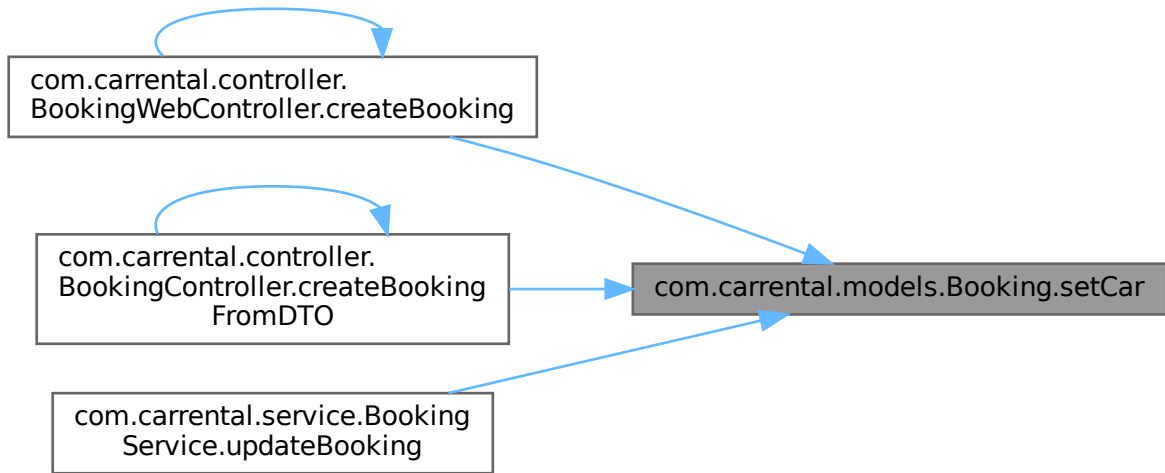 com.carrental.controller.
BookingWebController.createBooking
com.carrental.controller.
BookingController.createBooking
FromDTO
com.carrental.models.Booking.setCar
com.carrental.service.Booking
Service.updateBooking